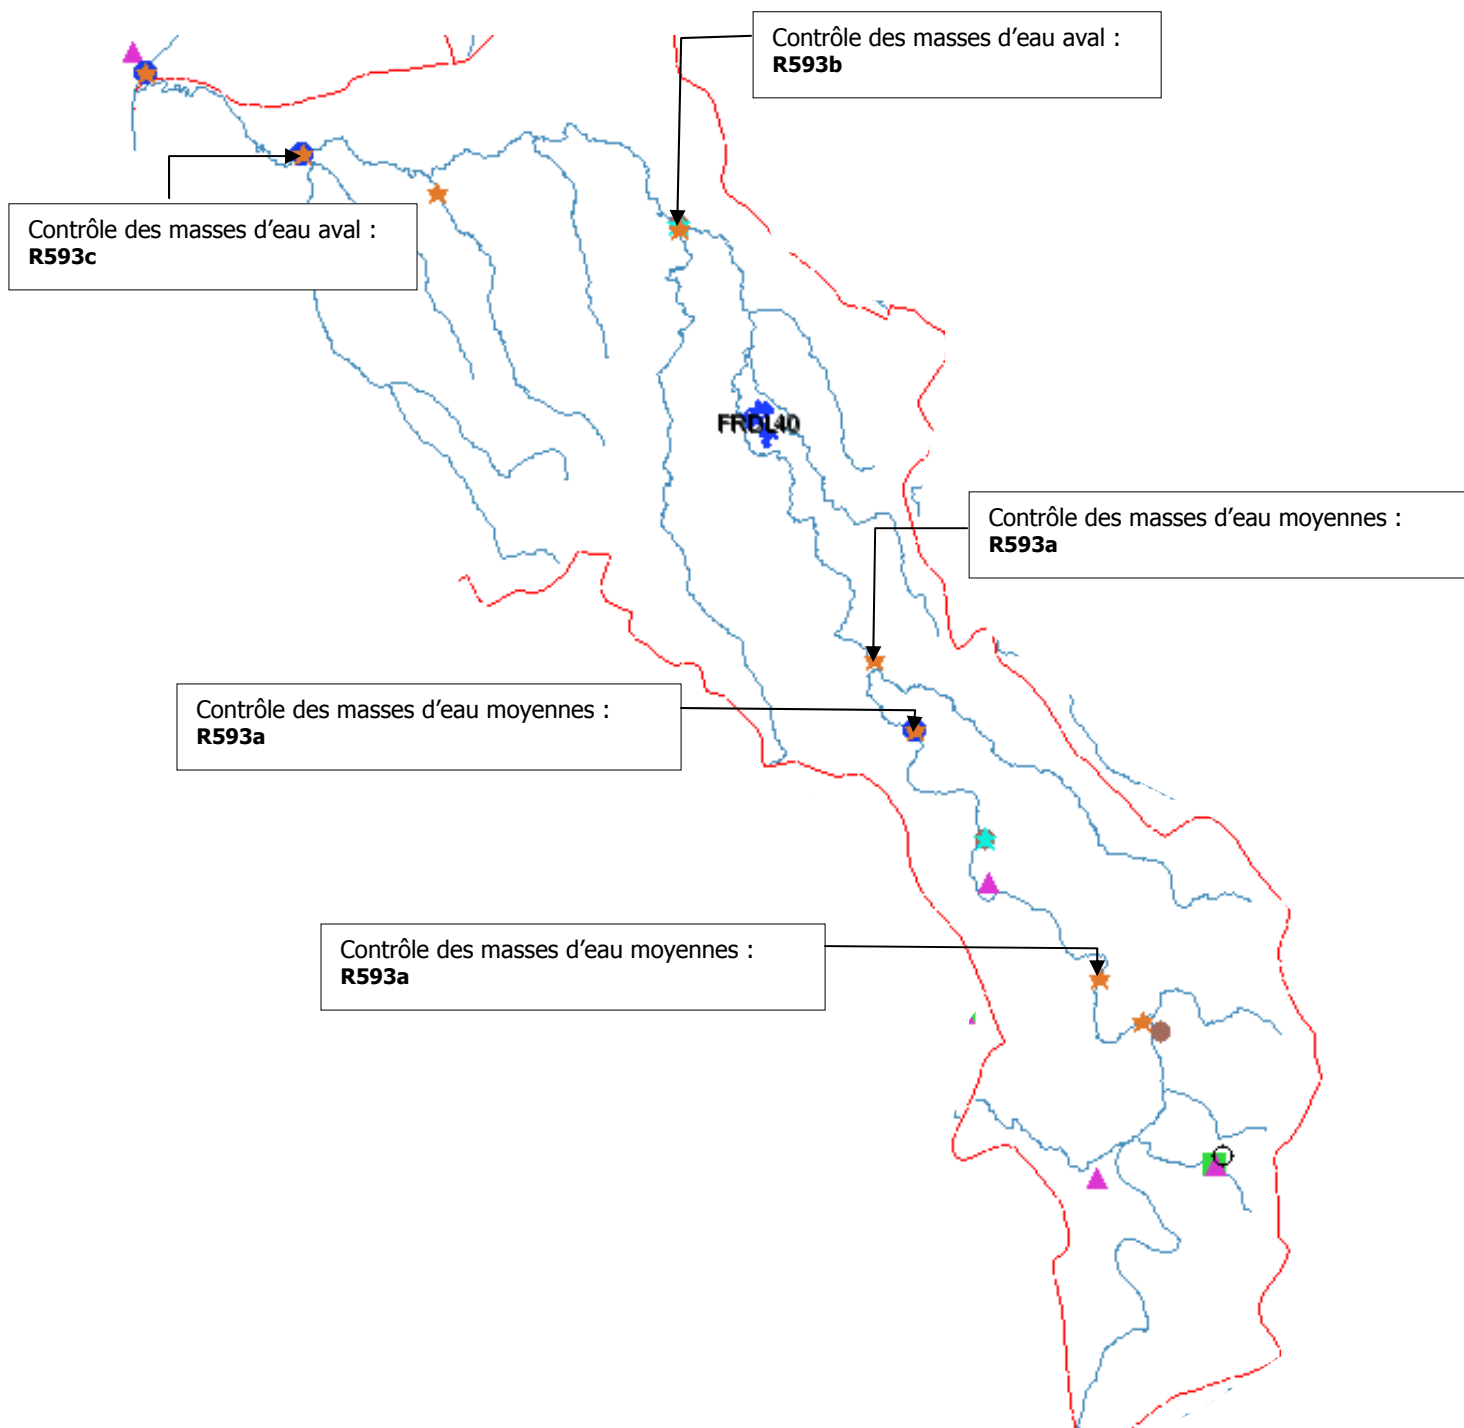 Contrôle des masses d'eau aval :
R593b
Contrôle des masses d'eau aval :
R593c
FRDL40
Contrôle des masses d'eau moyennes :
R593a
Contrôle des masses d'eau moyennes :
R593a
Contrôle des masses d'eau moyennes :
R593a